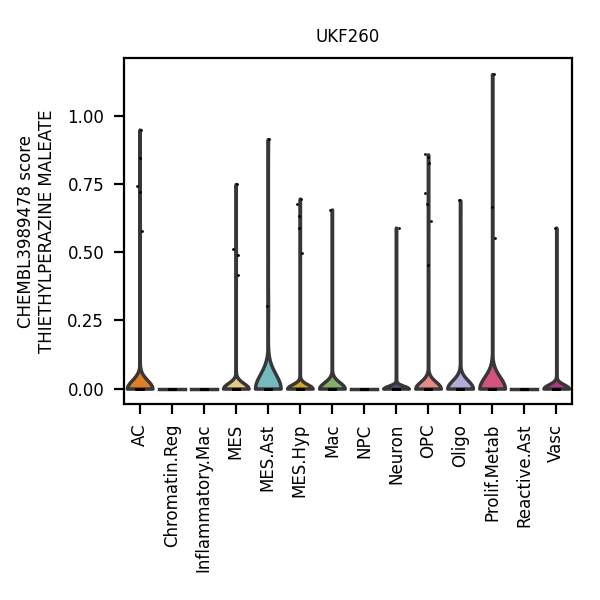 UKF260
CHEMBL3989478 score
THIETHYLPERAZINE MALEATE
1.00
0.75
0.50
0.25
0.00
AC
Chromatin.Reg
Inflammatory.Mac
MES
MES.Ast
MES.Hyp
Mac
NPC
Neuron
OPC
Oligo
Prolif.Metab
Reactive.Ast
Vasc